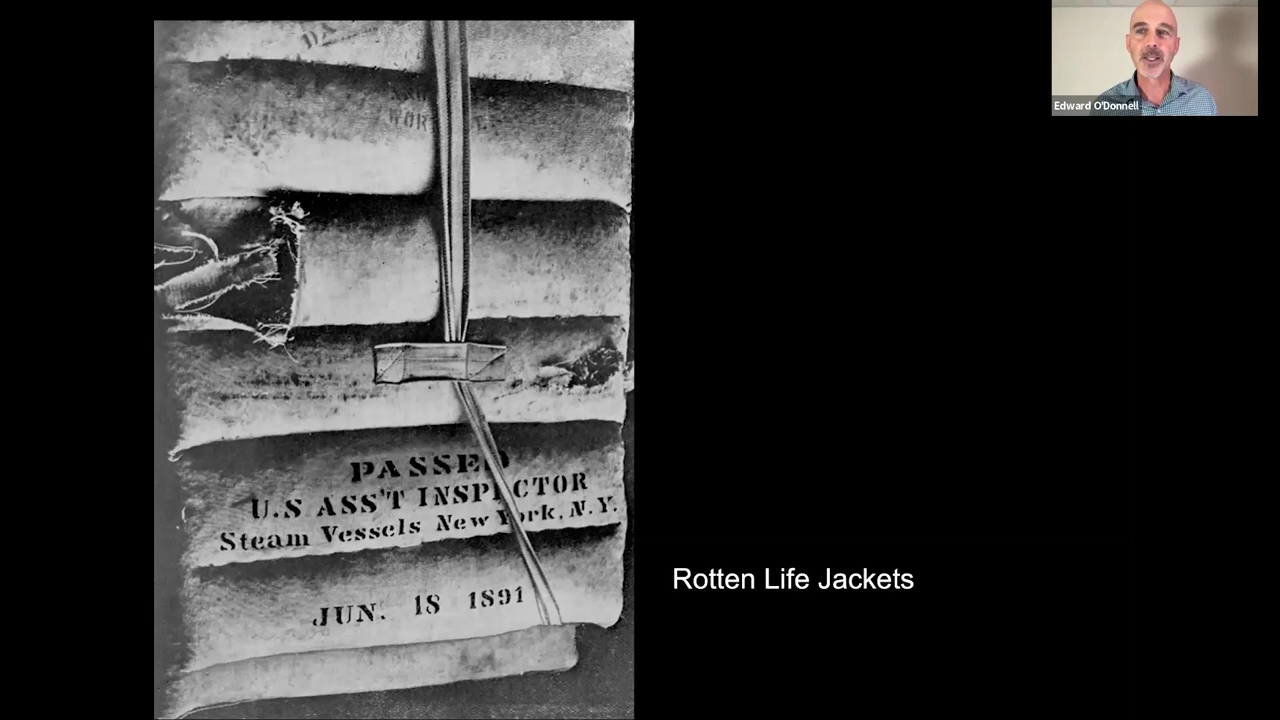 Edward O'Donnell
PASSED
U.S ASS'T INSPECTOR
Steam Vessels New York, N.Y.
JUN. 18 1891
Rotten Life Jackets